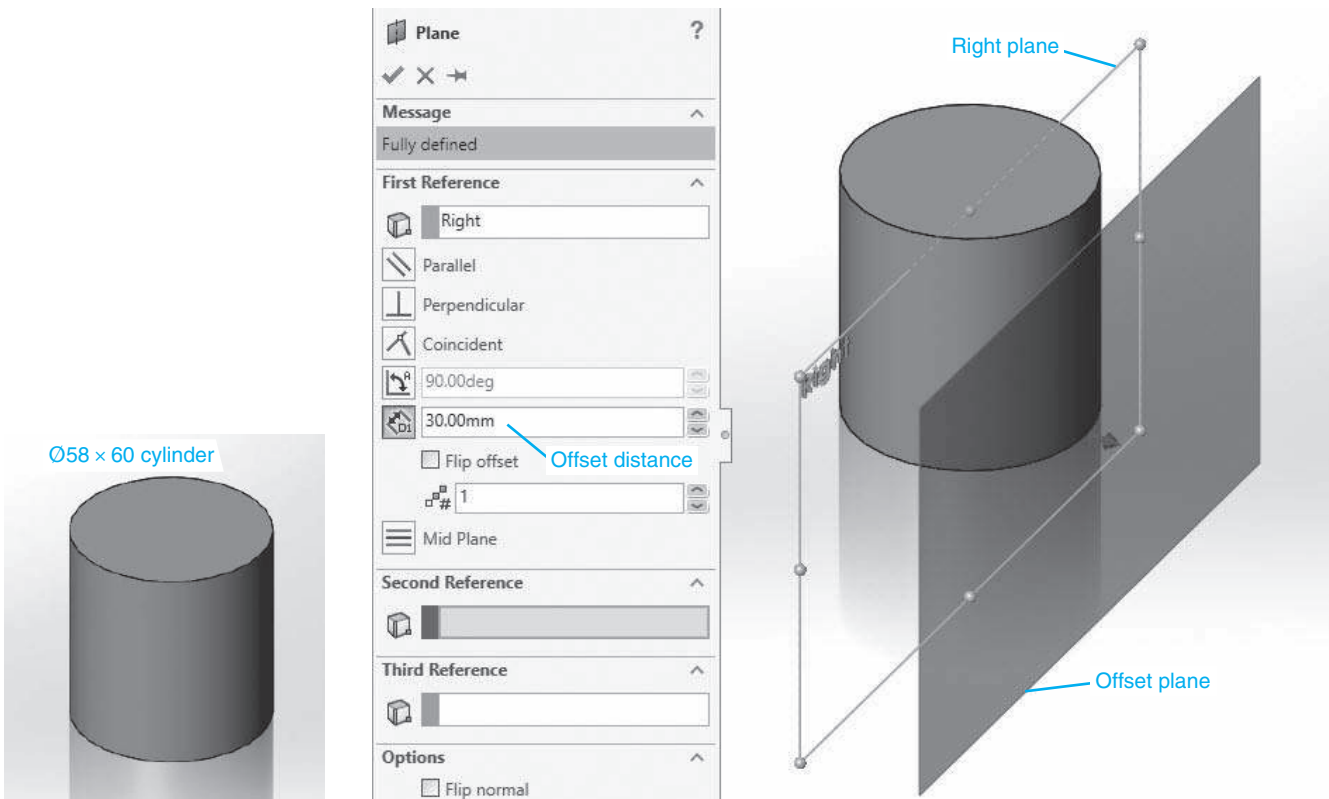 Ø58 × 60 cylinder
Plane
?
Message
Fully defined
First Reference
Right
Parallel
Perpendicular
Coincident
90.00deg
D1
30.00mm
Flip offset
Offset distance
#
1
Mid Plane
Second Reference
Third Reference
Options
Flip normal
Right plane
Right
Offset plane